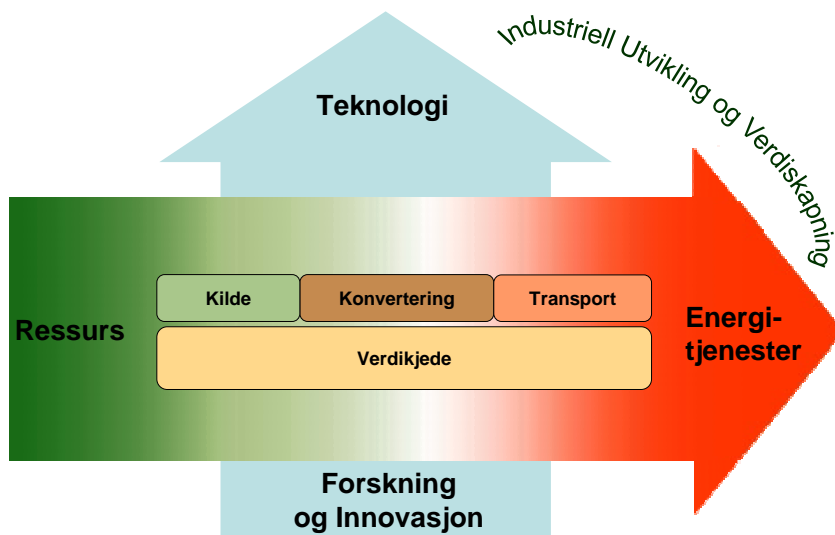 Industriell Utvikling og Verdiskapning
Teknologi
Kilde
Konvertering
Transport
Ressurs
Verdikjede
Energi-
tjenester
Forskning
og Innovasjon